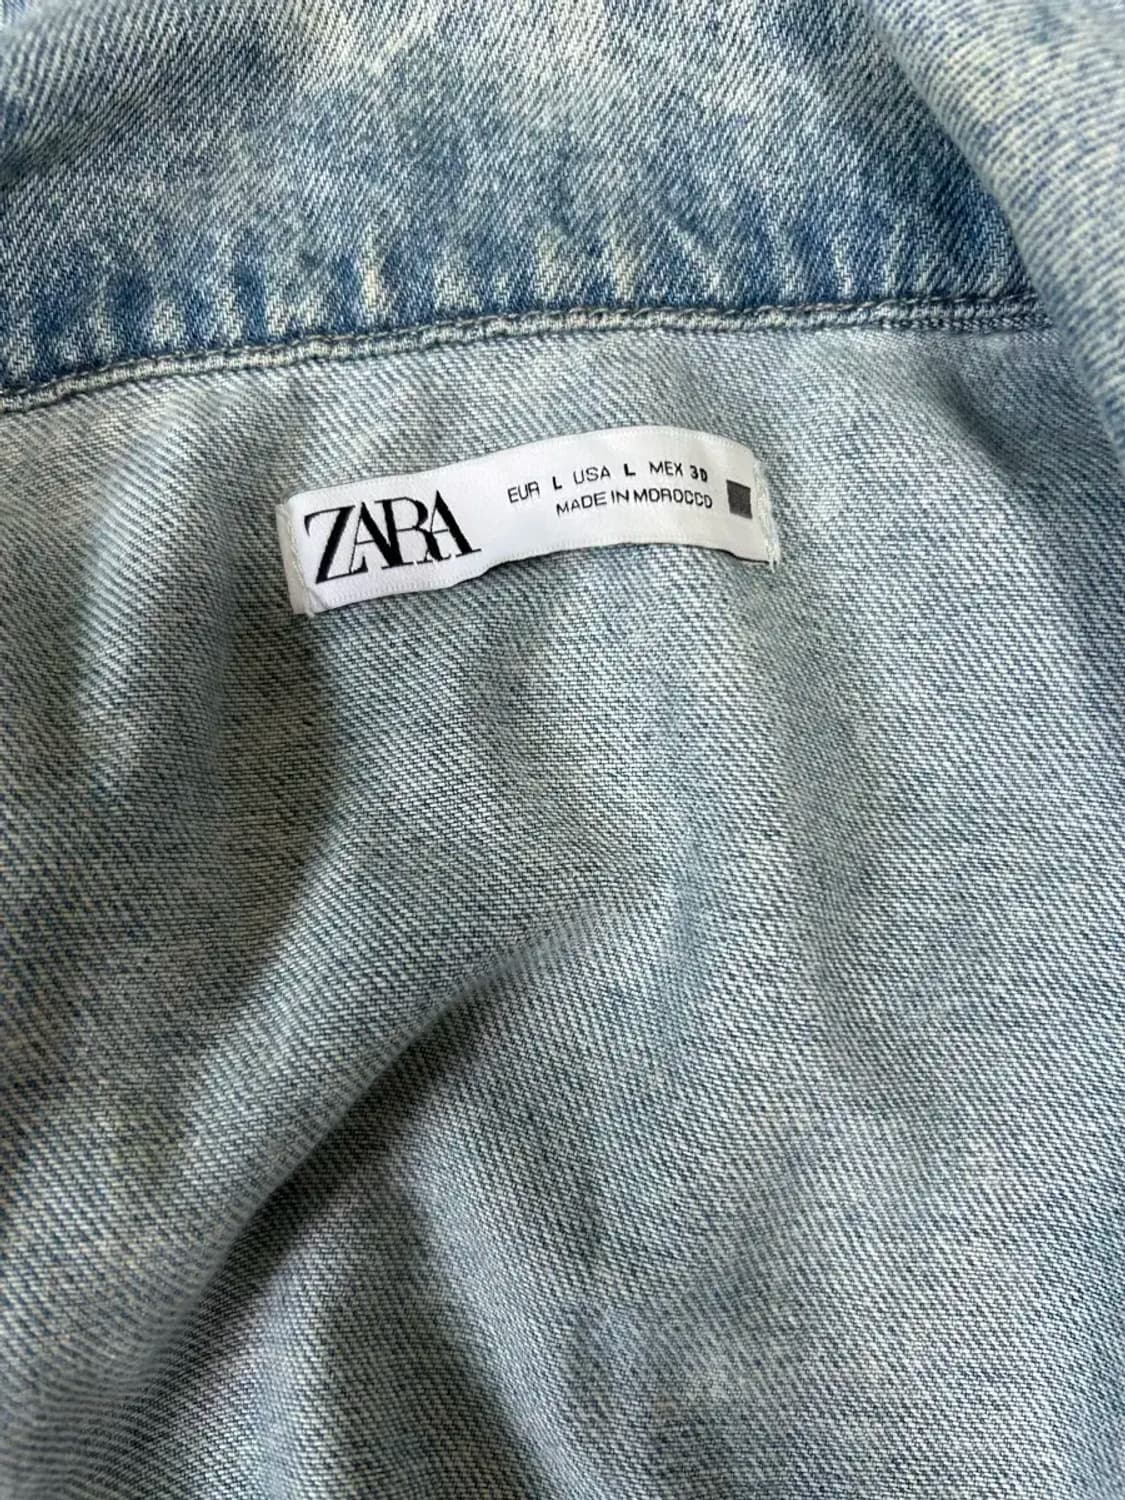 ZARA
EUR L USA L MEX 30
MADE IN MOROCCO